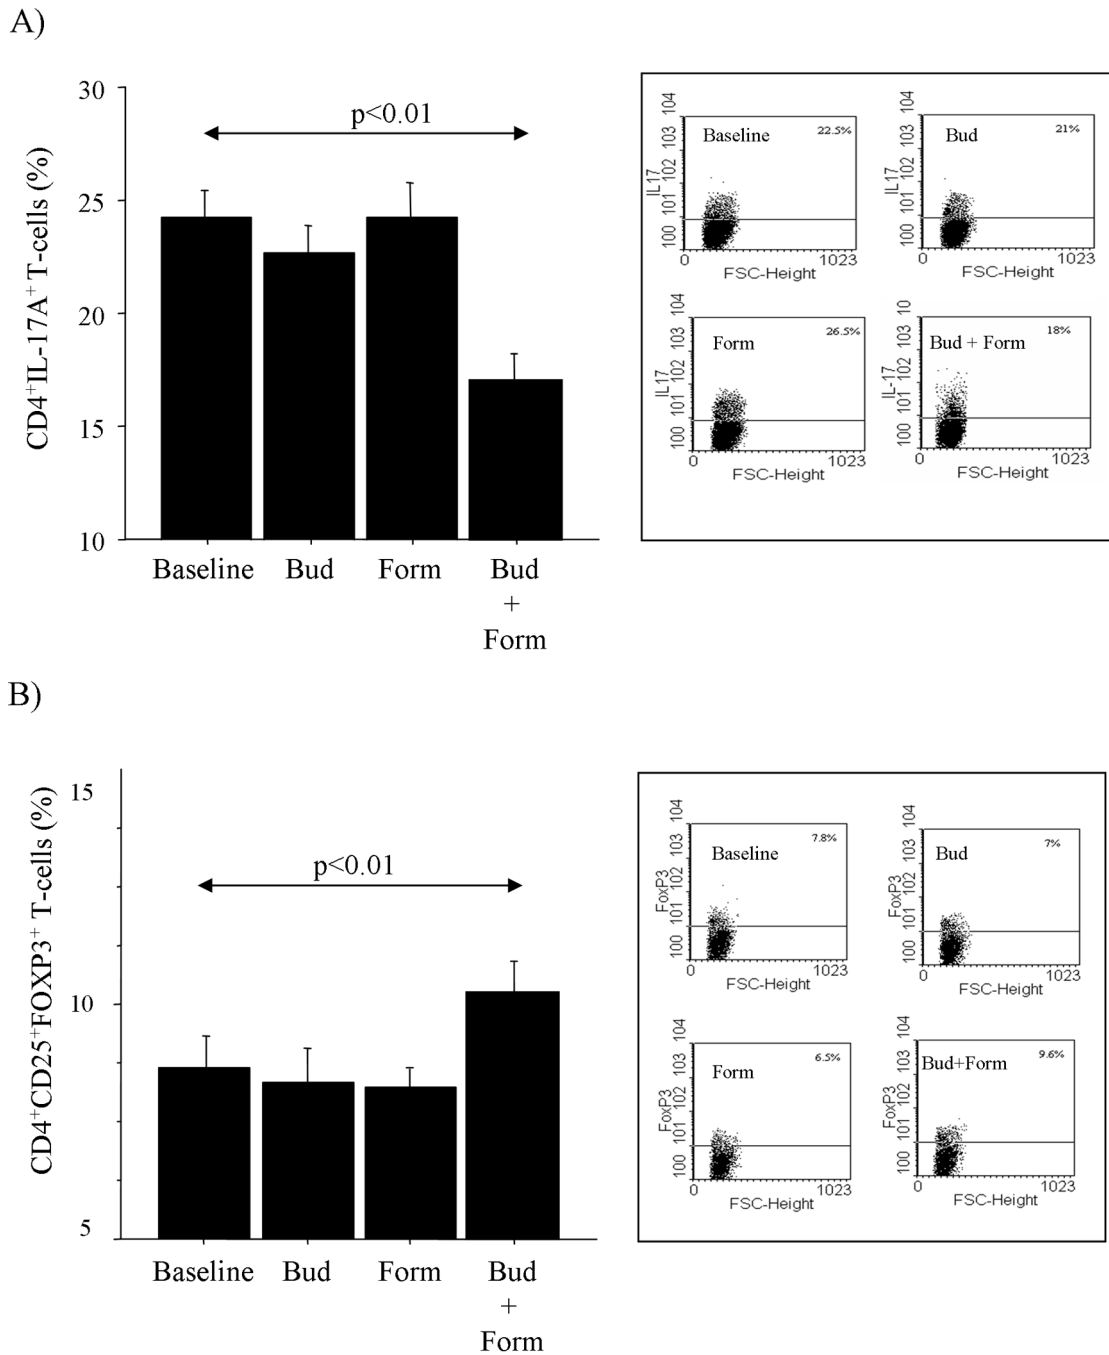 A)
CD4+IL-17A+ T-cells (%)
30
25
20
15
10
p<0.01
Baseline
Bud
Form
Bud
+
Form
Baseline
22.5%
IL17
100 101 102 103 104
0
1023
FSC-Height
Bud
21%
IL17
100 101 102 103 104
0
1023
FSC-Height
Form
26.5%
IL17
100 101 102 103 104
0
1023
FSC-Height
Bud + Form
18%
IL-17
100 101 102 103 10
0
1023
FSC-Height
B)
CD4+CD25+FOXP3+ T-cells (%)
15
10
5
p<0.01
Baseline
Bud
Form
Bud
+
Form
Baseline
7.8%
FoxP3
100 101 102 103 104
0
1023
FSC-Height
Bud
7%
FoxP3
100 101 102 103 104
0
1023
FSC-Height
Form
6.5%
FoxP3
100 101 102 103 104
0
1023
FSC-Height
Bud+Form
9.6%
FoxP3
100 101 102 103 104
0
1023
FSC-Height